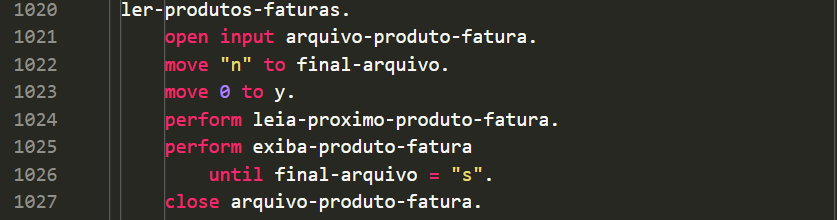 1020 ler-produtos-faturas.
1021 open input arquivo-produto-fatura.
1022 move "n" to final-arquivo.
1023 move 0 to y.
1024 perform leia-proximo-produto-fatura.
1025 perform exiba-produto-fatura
1026 until final-arquivo = "s".
1027 close arquivo-produto-fatura.